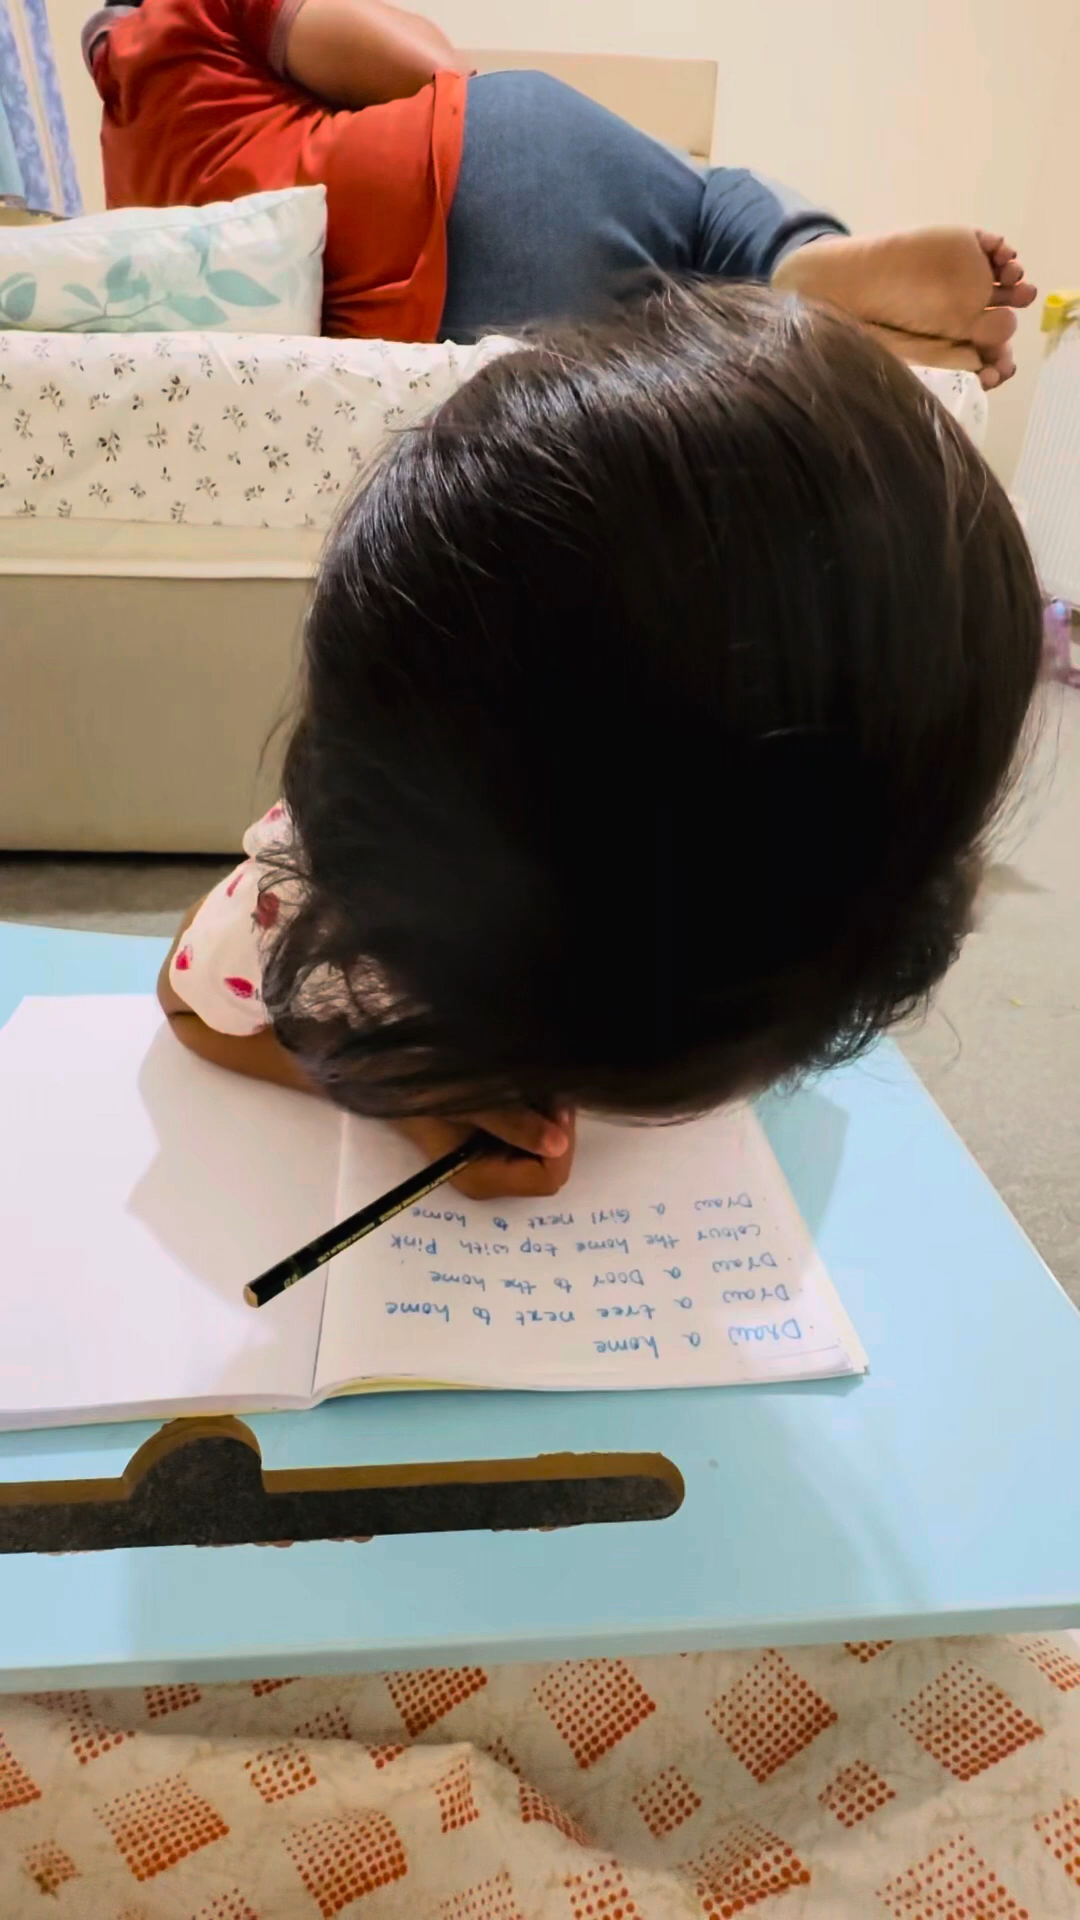 Draw a home
Draw a tree next to home
Draw a Door to the home
colour the home top with Pink
Draw a Girl next to home